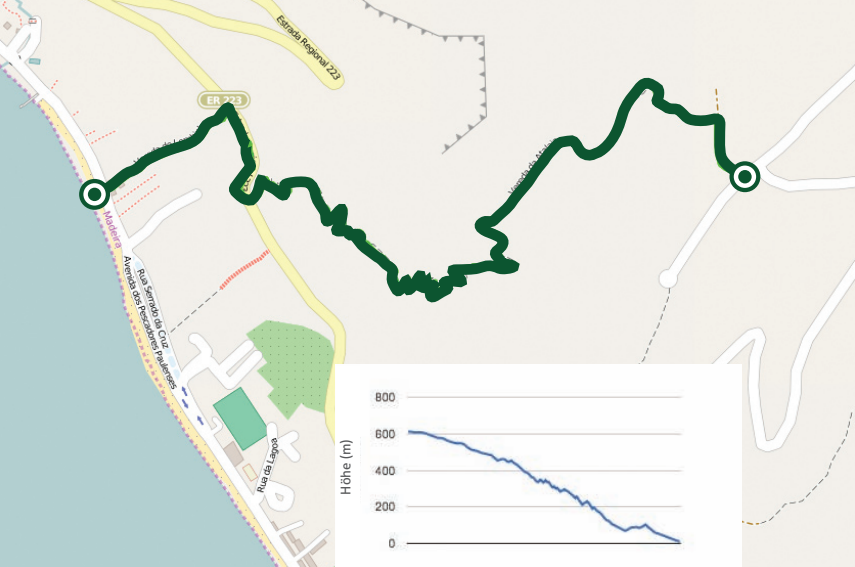 Estrada Regional 223
ER 223
Madeira
Rua Serrado da Cruz
Avenida dos Pescadores Paulenses
Rua da Lagoa
Höhe (m)
800
600
400
200
0